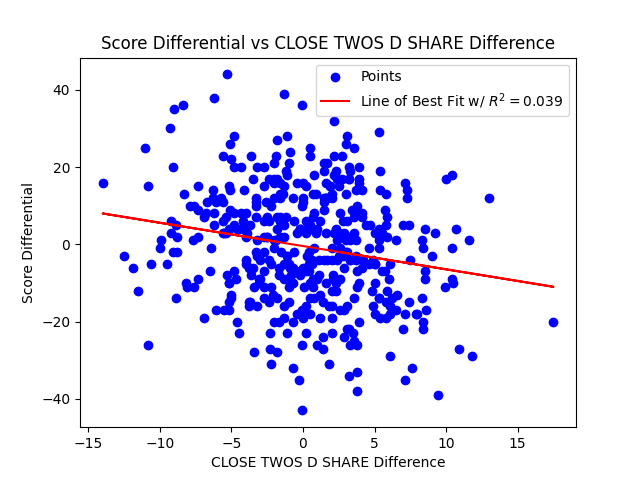 Score Differential vs CLOSE TWOS D SHARE Difference
Points
Line of Best Fit w/ R² = 0.039
Score Differential
40
20
0
−20
−40
−15
−10
−5
0
5
10
15
CLOSE TWOS D SHARE Difference